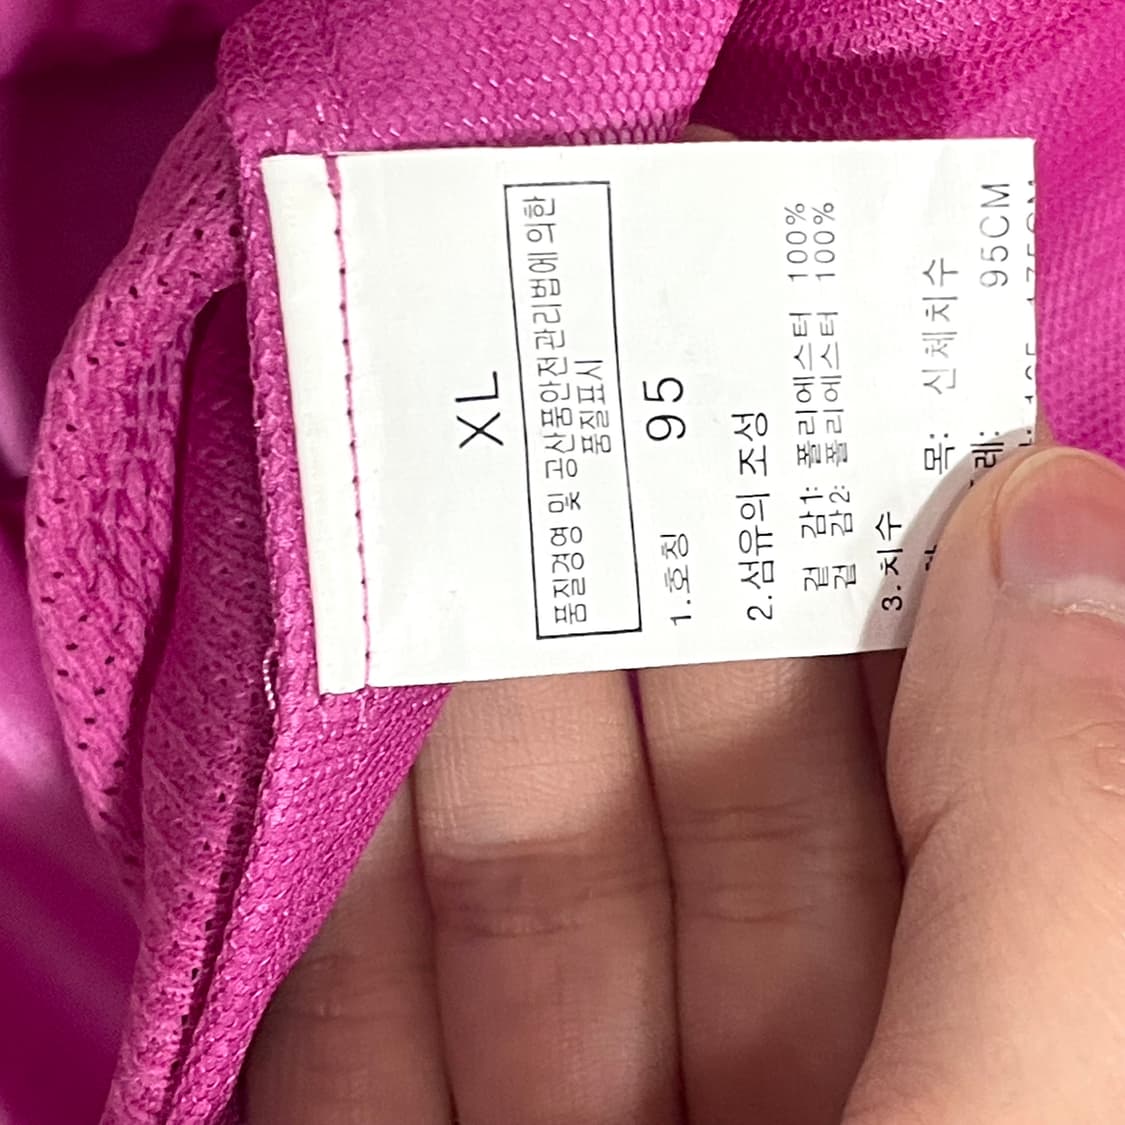 XL
품질경영 및 공산품안전관리법에 의한
품질표시
1.호칭 95
2.섬유의 조성
겉 감1: 폴리에스터 100%
겉 감2: 폴리에스터 100%
3.치수
목: 신체치수
레: 95CM